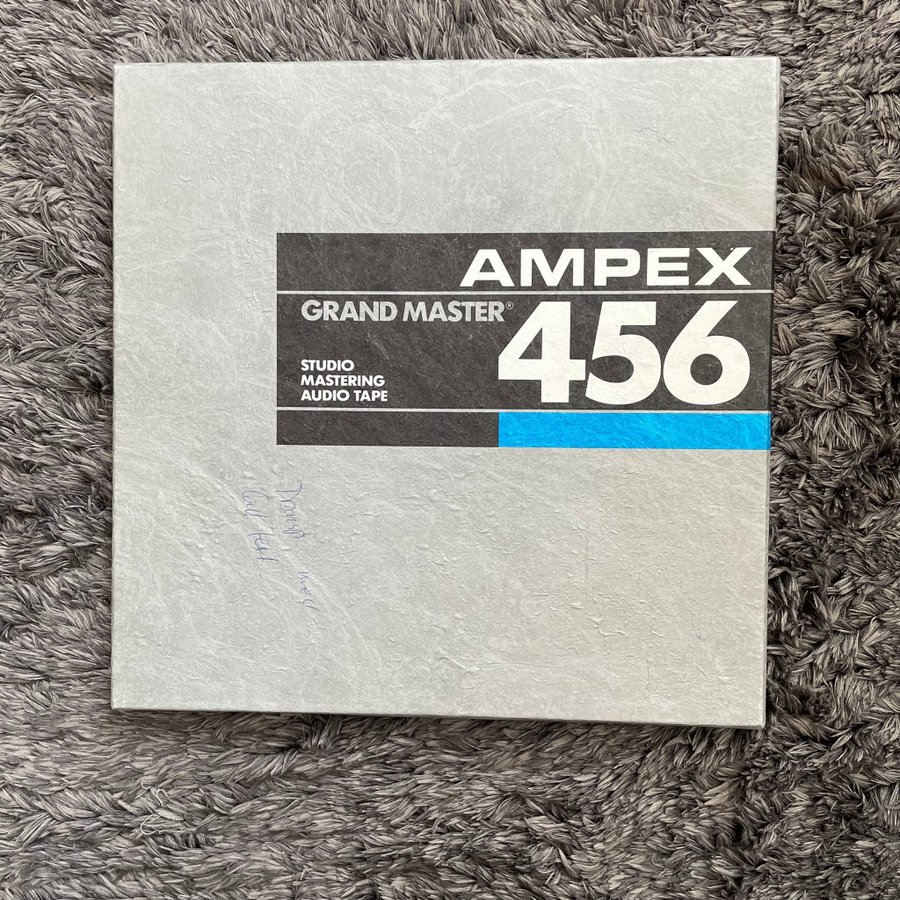 AMPEX
GRAND MASTER®
456
STUDIO
MASTERING
AUDIO TAPE